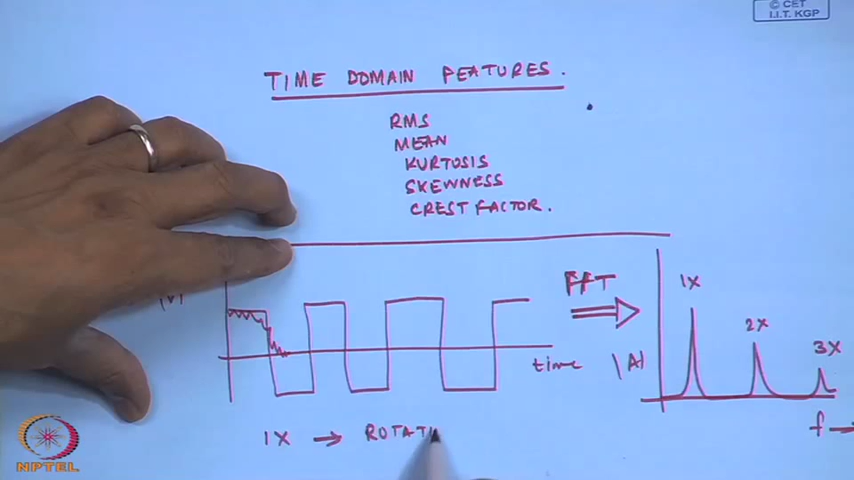 © CET
I.I.T. KGP
TIME DOMAIN FEATURES.
RMS
MEAN
KURTOSIS
SKEWNESS
CREST FACTOR.
|V|
time
FFT
|A|
1X
2X
3X
f
1X → ROTATI
NPTEL